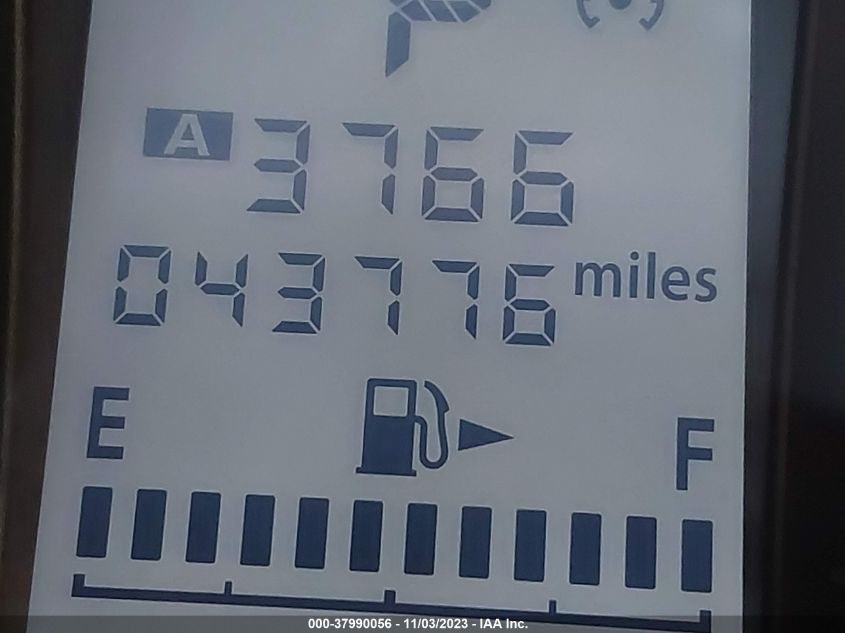 P
A 3766
043776 miles
E F
000-37990056 - 11/03/2023 - IAA Inc.